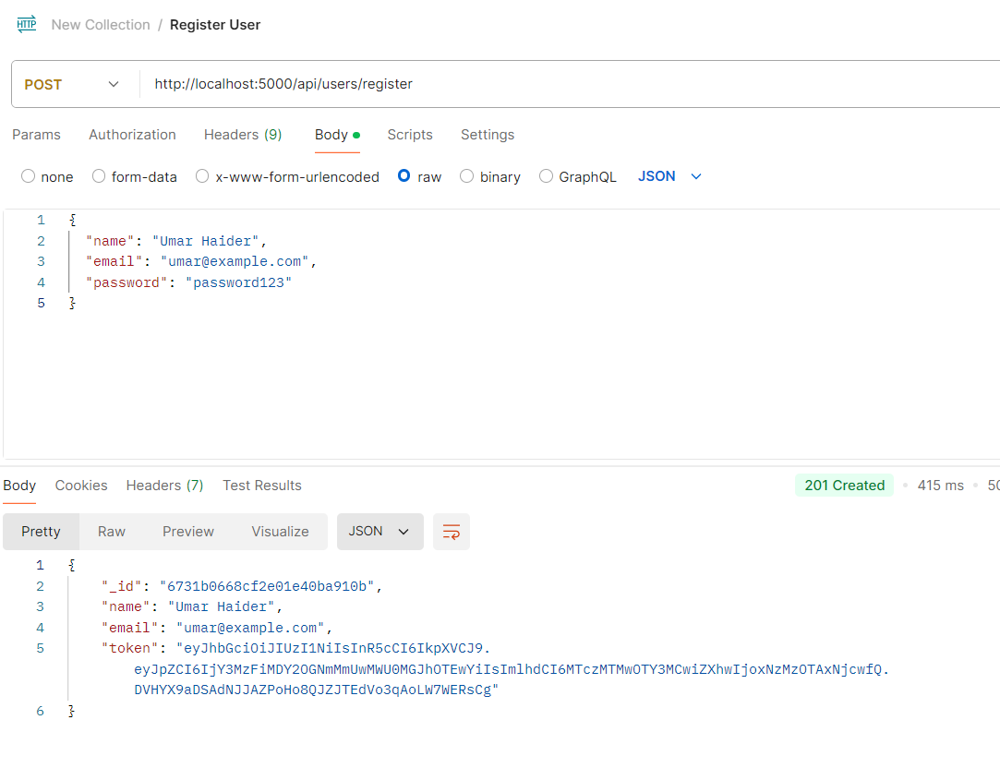 HTTP New Collection / Register User
POST http://localhost:5000/api/users/register
Params Authorization Headers (9) Body Scripts Settings
none form-data x-www-form-urlencoded raw binary GraphQL JSON
1 {
2 "name": "Umar Haider",
3 "email": "umar@example.com",
4 "password": "password123"
5 }
Body Cookies Headers (7) Test Results 201 Created 415 ms 50
Pretty Raw Preview Visualize JSON
1 {
2 "_id": "6731b0668cf2e01e40ba910b",
3 "name": "Umar Haider",
4 "email": "umar@example.com",
5 "token": "eyJhbGciOiJIUzI1NiIsInR5cCI6IkpXVCJ9.
eyJpZCI6IjY3MzFiMDY2OGNmMmUwMWU0MGJhOTEwYiIsImlhdCI6MTczMTMwOTY3MCwiZXhwIjoxNzMzOTAxNjcwfQ.
DVHYX9aDSAdNJJAZPoHo8QJZJTEdVo3qAoLW7WERsCg"
6 }